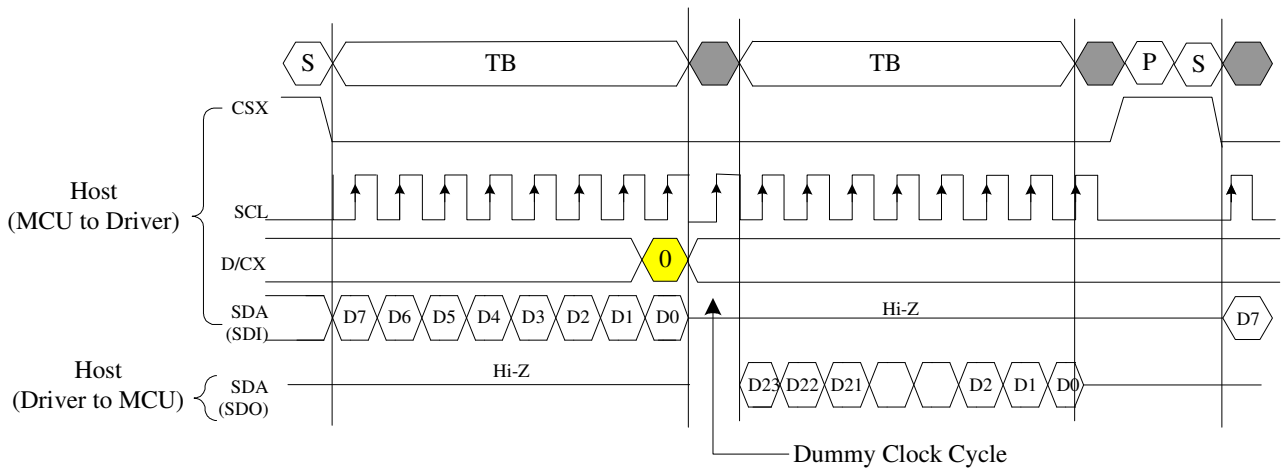 S TB TB P S
CSX
Host
(MCU to Driver)
SCL
D/CX 0
SDA
(SDI)
D7 D6 D5 D4 D3 D2 D1 D0 Hi-Z D7
Host
(Driver to MCU)
SDA
(SDO)
Hi-Z D23 D22 D21 D2 D1 D0
Dummy Clock Cycle